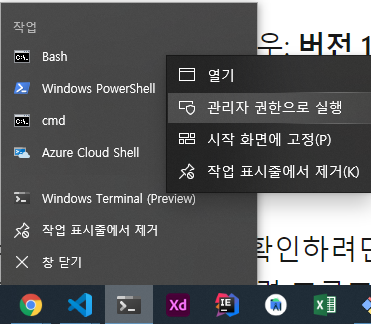 작업
Bash
Windows PowerShell
cmd
Azure Cloud Shell
Windows Terminal (Preview)
작업 표시줄에서 제거
창 닫기
열기
관리자 권한으로 실행
시작 화면에 고정(P)
작업 표시줄에서 제거(K)
우: 버전 1
확인하려면
Xd